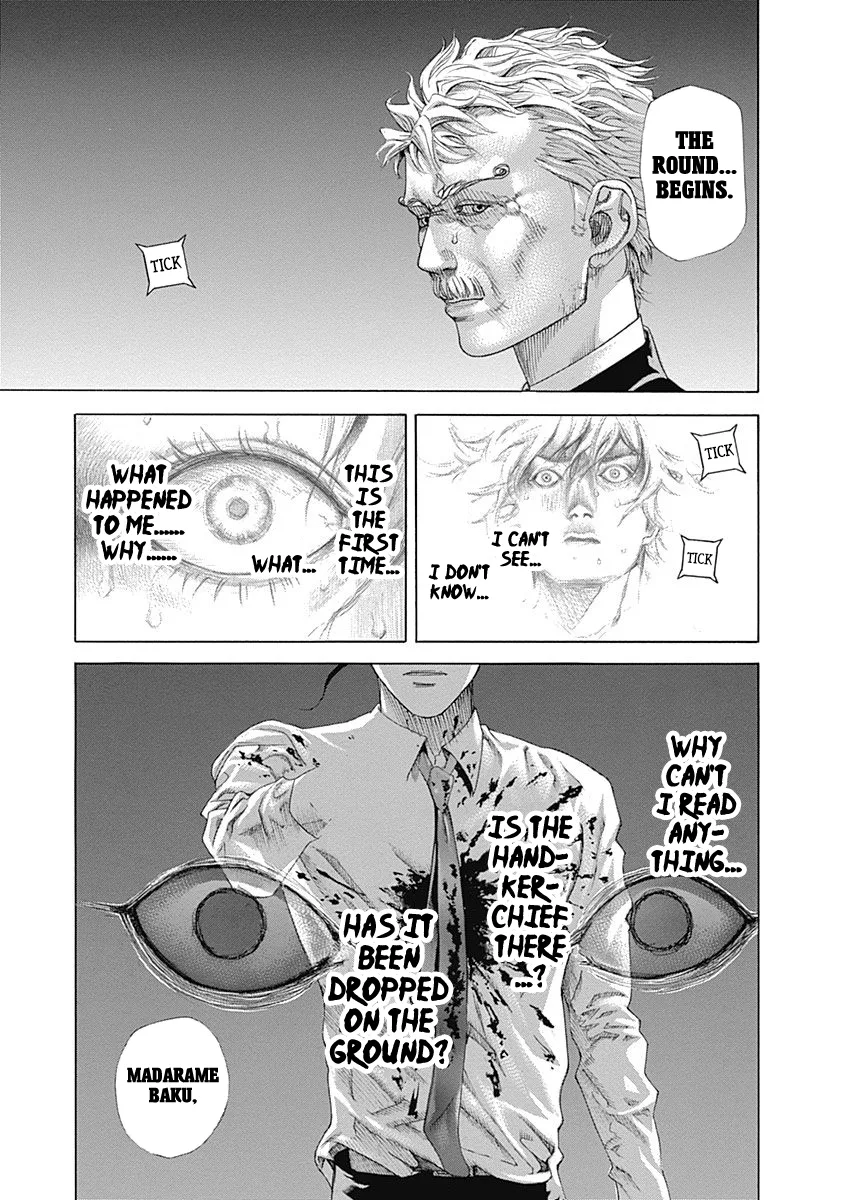 THE
ROUND...
BEGINS.
TICK
TICK
TICK
I CAN'T
SEE...
I DON'T
KNOW...
THIS
IS
THE
FIRST
TIME...
WHAT...
WHAT
HAPPENED
TO ME......
WHY......
WHY
CAN'T
I READ
ANY-
THING...
IS THE
HAND-
KER-
CHIEF
THERE
...?
HAS IT
BEEN
DROPPED
ON THE
GROUND?
MADARAME
BAKU,